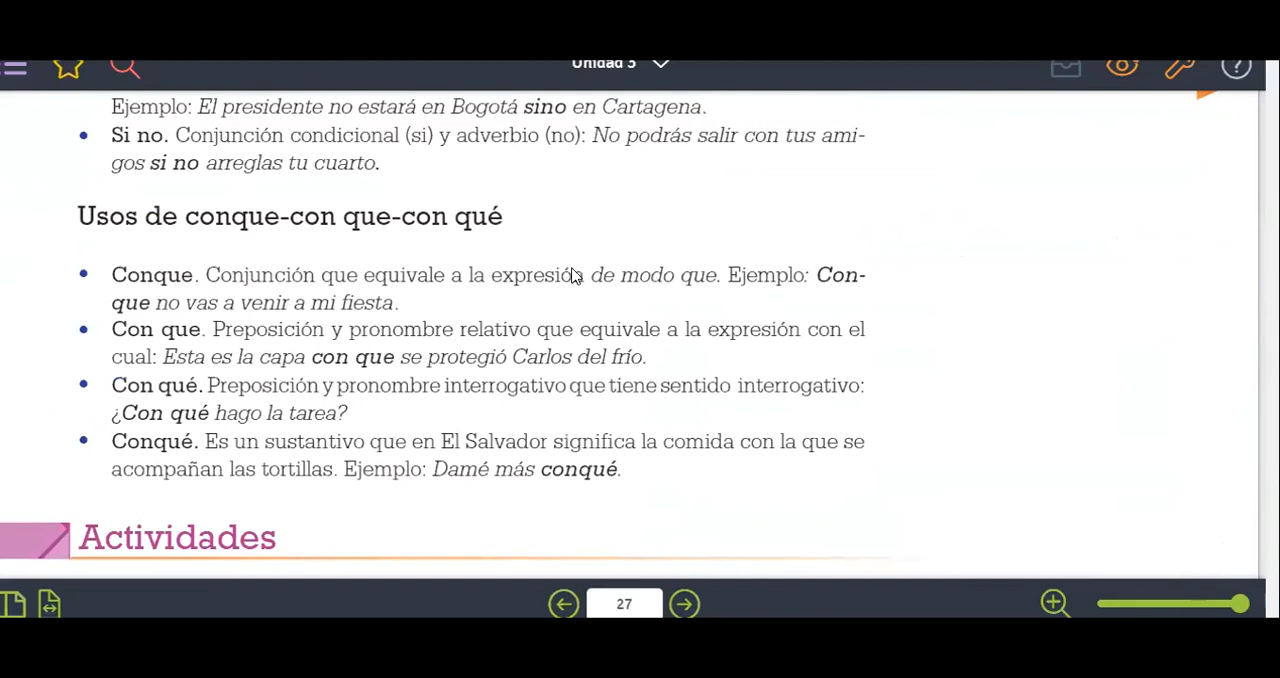 Unidad 3
Ejemplo: El presidente no estará en Bogotá sino en Cartagena.
• Si no. Conjunción condicional (si) y adverbio (no): No podrás salir con tus ami-
gos si no arreglas tu cuarto.
Usos de conque-con que-con qué
• Conque. Conjunción que equivale a la expresión de modo que. Ejemplo: Con-
que no vas a venir a mi fiesta.
• Con que. Preposición y pronombre relativo que equivale a la expresión con el
cual: Esta es la capa con que se protegió Carlos del frío.
• Con qué. Preposición y pronombre interrogativo que tiene sentido interrogativo:
¿Con qué hago la tarea?
• Conqué. Es un sustantivo que en El Salvador significa la comida con la que se
acompañan las tortillas. Ejemplo: Damé más conqué.
Actividades
27